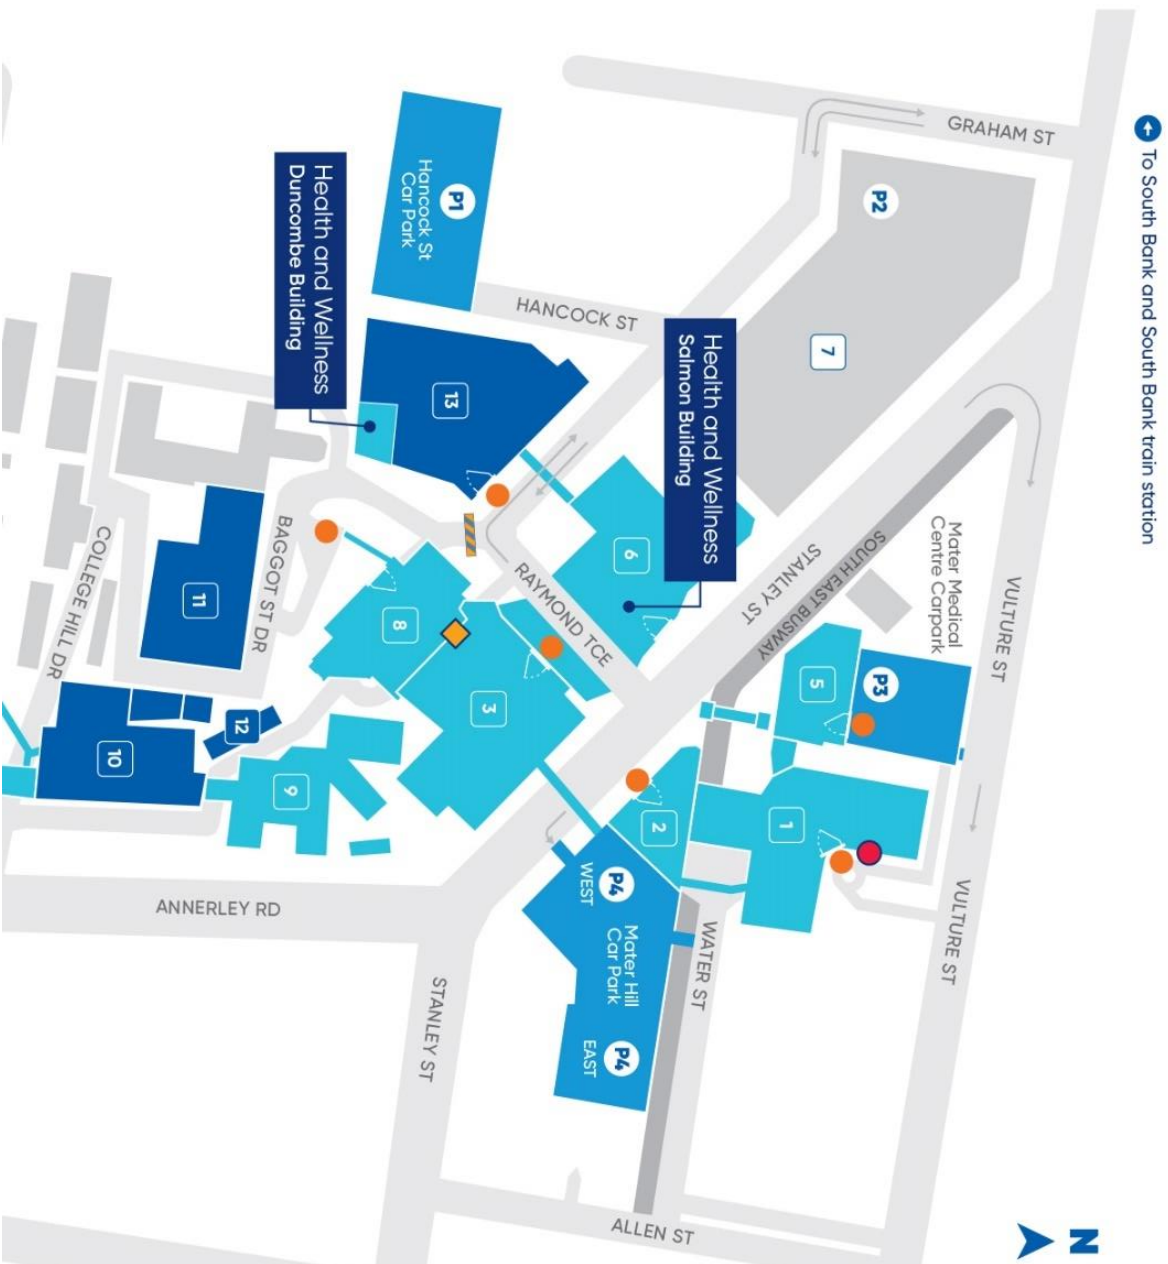 To South Bank and South Bank train station
GRAHAM ST
P2
P1
Hancock St
Car Park
Health and Wellness
Duncombe Building
HANCOCK ST
Health and Wellness
Salmon Building
7
13
6
STANLEY ST
SOUTH EAST BUSWAY
Mater Medical
Centre Carpark
VULTURE ST
RAYMOND TCE
BAGGOT ST DR
COLLEGE HILL DR
11
8
5
P3
3
12
10
9
2
1
P4
WEST
Mater Hill
Car Park
P4
EAST
WATER ST
VULTURE ST
ANNERLEY RD
STANLEY ST
ALLEN ST
N